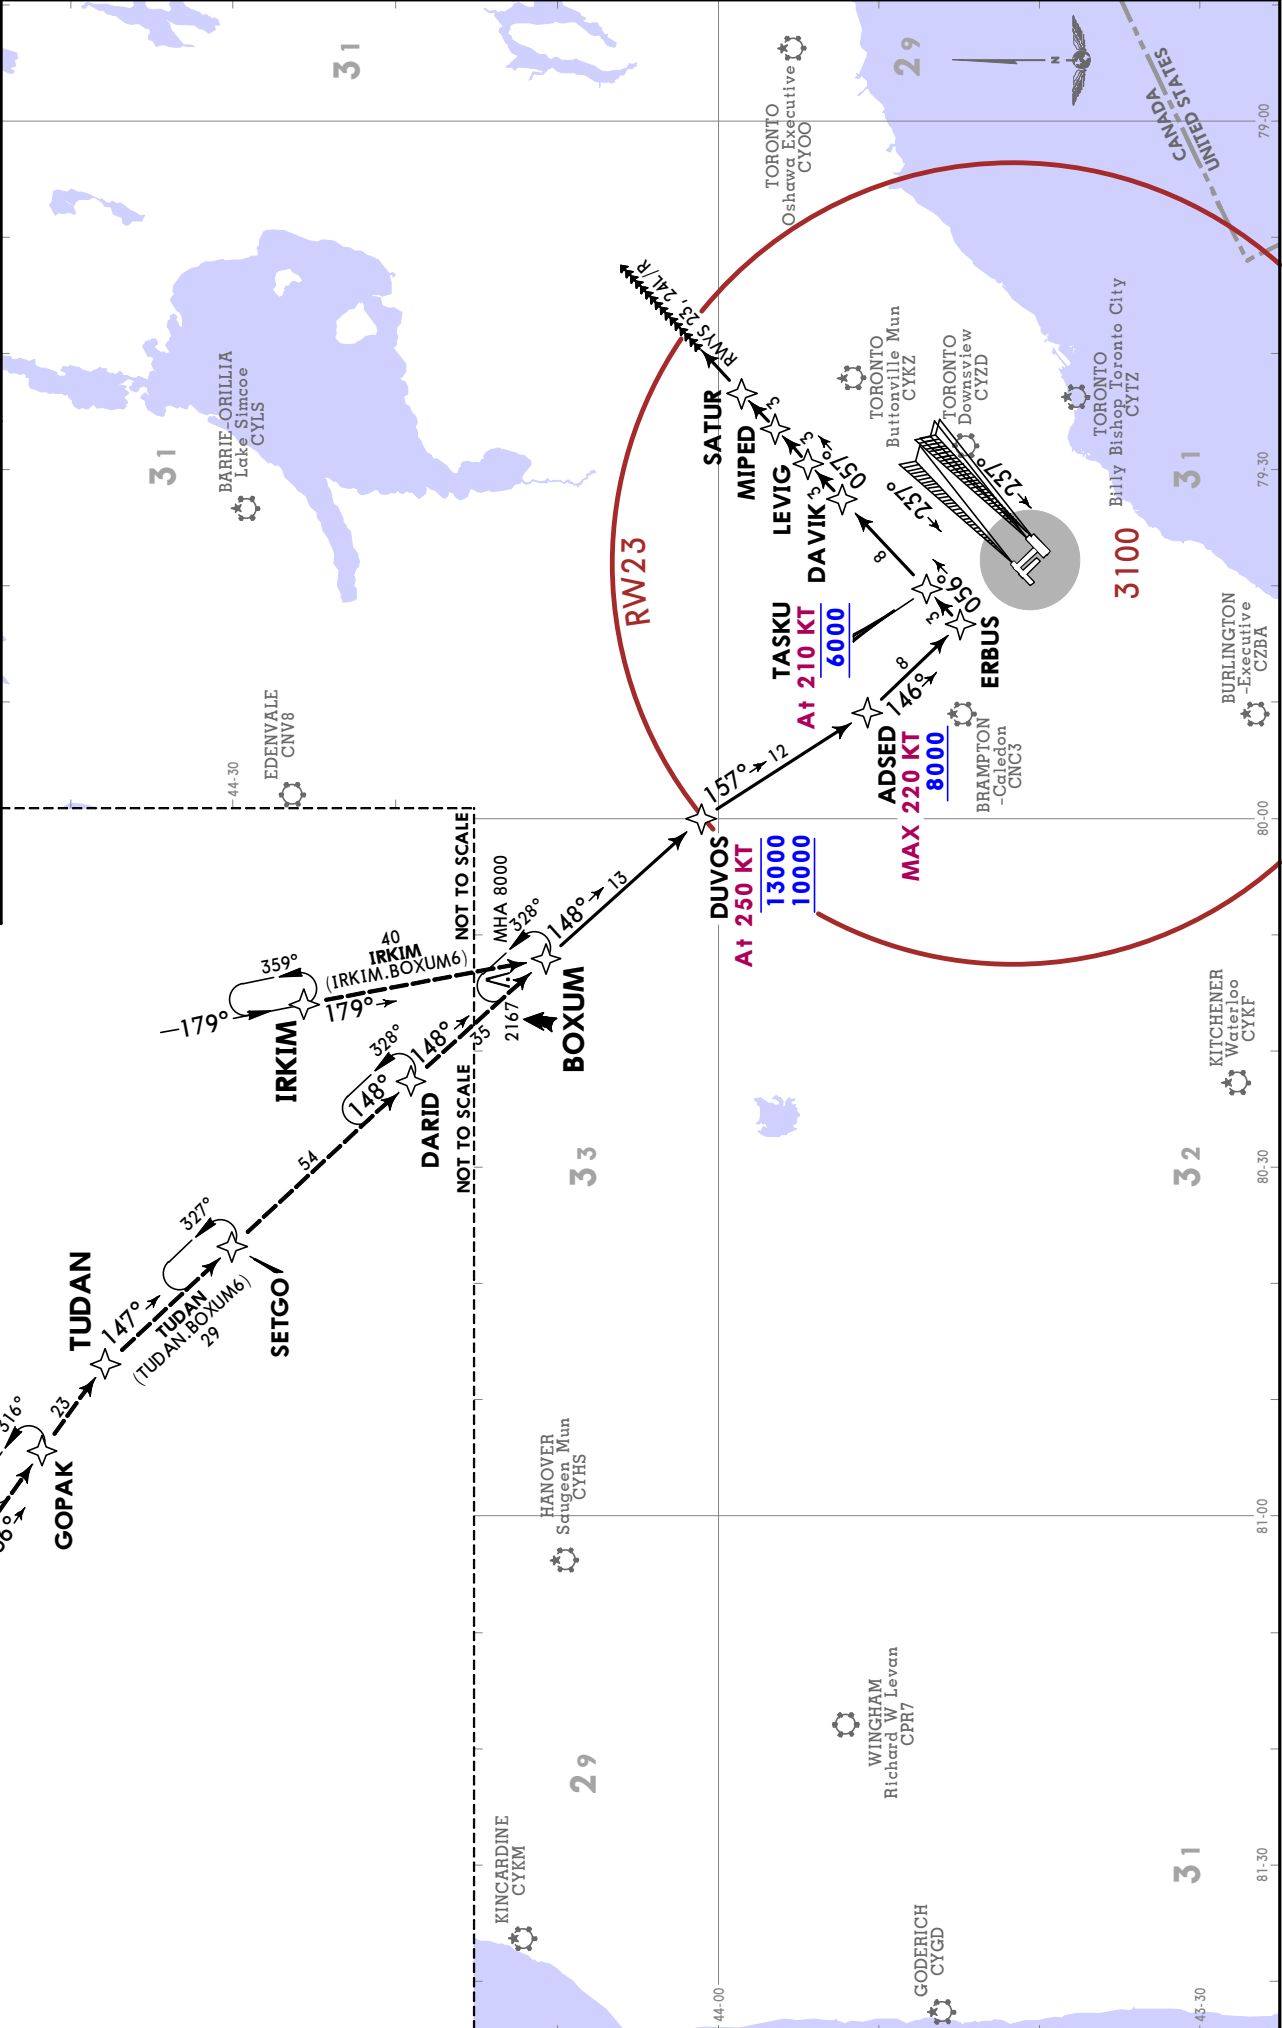 31
29
N
CANADA
UNITED STATES
79-00
TORONTO
Oshawa Executive
CYOO
31
BARRIE-ORILLIA
Lake Simcoe
CYLS
RWYS 23, 24L/R
SATUR
3
MIPED
3
LEVIG
3
DAVIK
057°
TORONTO
Buttonville Mun
CYKZ
TORONTO
Downsview
CYZD
TORONTO
Billy Bishop Toronto City
CYTZ
31
79-30
237°
237°
RW23
3100
8
TASKU
At 210 KT
6000
056°
3
ERBUS
8
146°
ADSED
MAX 220 KT
8000
BRAMPTON
-Caledon
CNC3
BURLINGTON
-Executive
CZBA
80-00
EDENVALE
CNV8
44-30
157°
12
DUVOS
At 250 KT
13000
10000
NOT TO SCALE
MHA 8000
328°
148°
13
359°
40
IRKIM
(IRKIM.BOXUM6)
179°
179°
IRKIM
2167
BOXUM
35
148°
328°
148°
DARID
NOT TO SCALE
33
KITCHENER
Waterloo
CYKF
32
80-30
54
327°
SETGO
TUDAN
147°
TUDAN
(TUDAN.BOXUM6)
29
23
316°
GOPAK
HANOVER
Saugeen Mun
CYHS
81-00
WINGHAM
Richard W Levan
CPR7
29
KINCARDINE
CYKM
31
81-30
GODERICH
CYGD
44-00
43-30